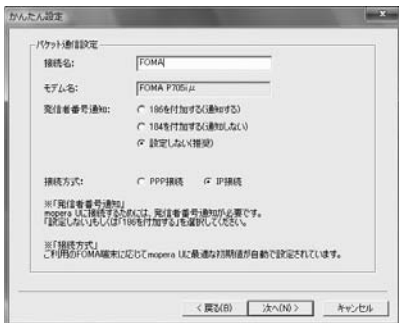 かんたん設定
パケット通信設定
接続名: FOMA
モデム名: FOMA P705iμ
発信者番号通知: 186を付加する(通知する)
184を付加する(通知しない)
設定しない(推奨)
接続方式: PPP接続 IP接続
※「発信者番号通知」
mopera Uに接続するためには、発信者番号通知が必要です。
「設定しない」もしくは「186を付加する」を選択してください。
※「接続方式」
ご利用のFOMA端末に応じてmopera Uに最適な初期値が自動で設定されています。
< 戻る(B) 次へ(N) > キャンセル